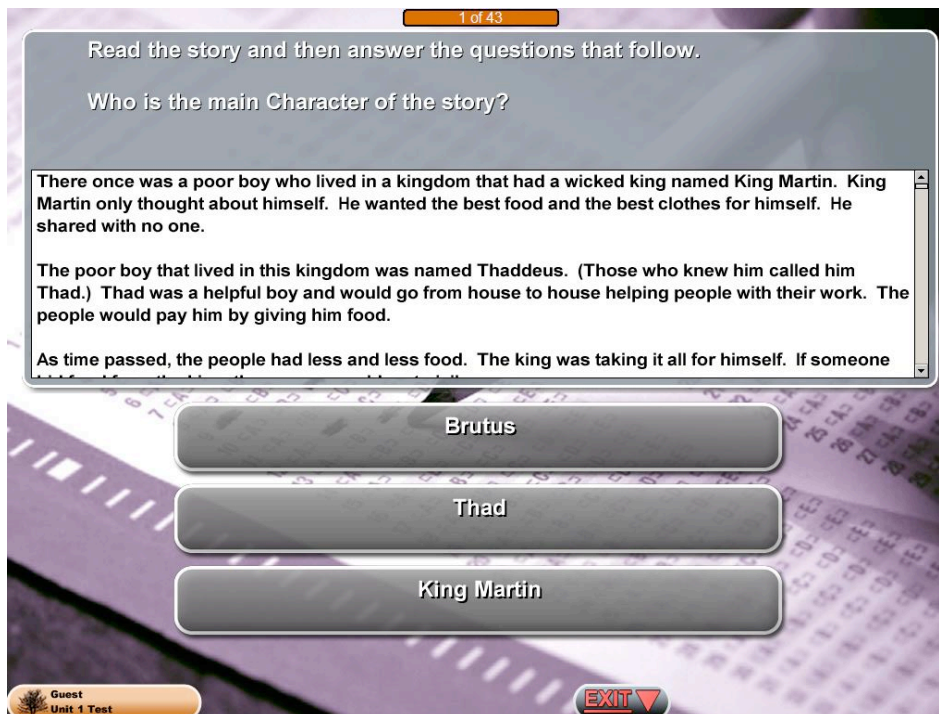 1 of 43
Read the story and then answer the questions that follow.
Who is the main Character of the story?
There once was a poor boy who lived in a kingdom that had a wicked king named King Martin.  King
Martin only thought about himself.  He wanted the best food and the best clothes for himself.  He
shared with no one.
The poor boy that lived in this kingdom was named Thaddeus.  (Those who knew him called him
Thad.)  Thad was a helpful boy and would go from house to house helping people with their work.  The
people would pay him by giving him food.
As time passed, the people had less and less food.  The king was taking it all for himself.  If someone
Brutus
Thad
King Martin
Guest
Unit 1 Test
EXIT